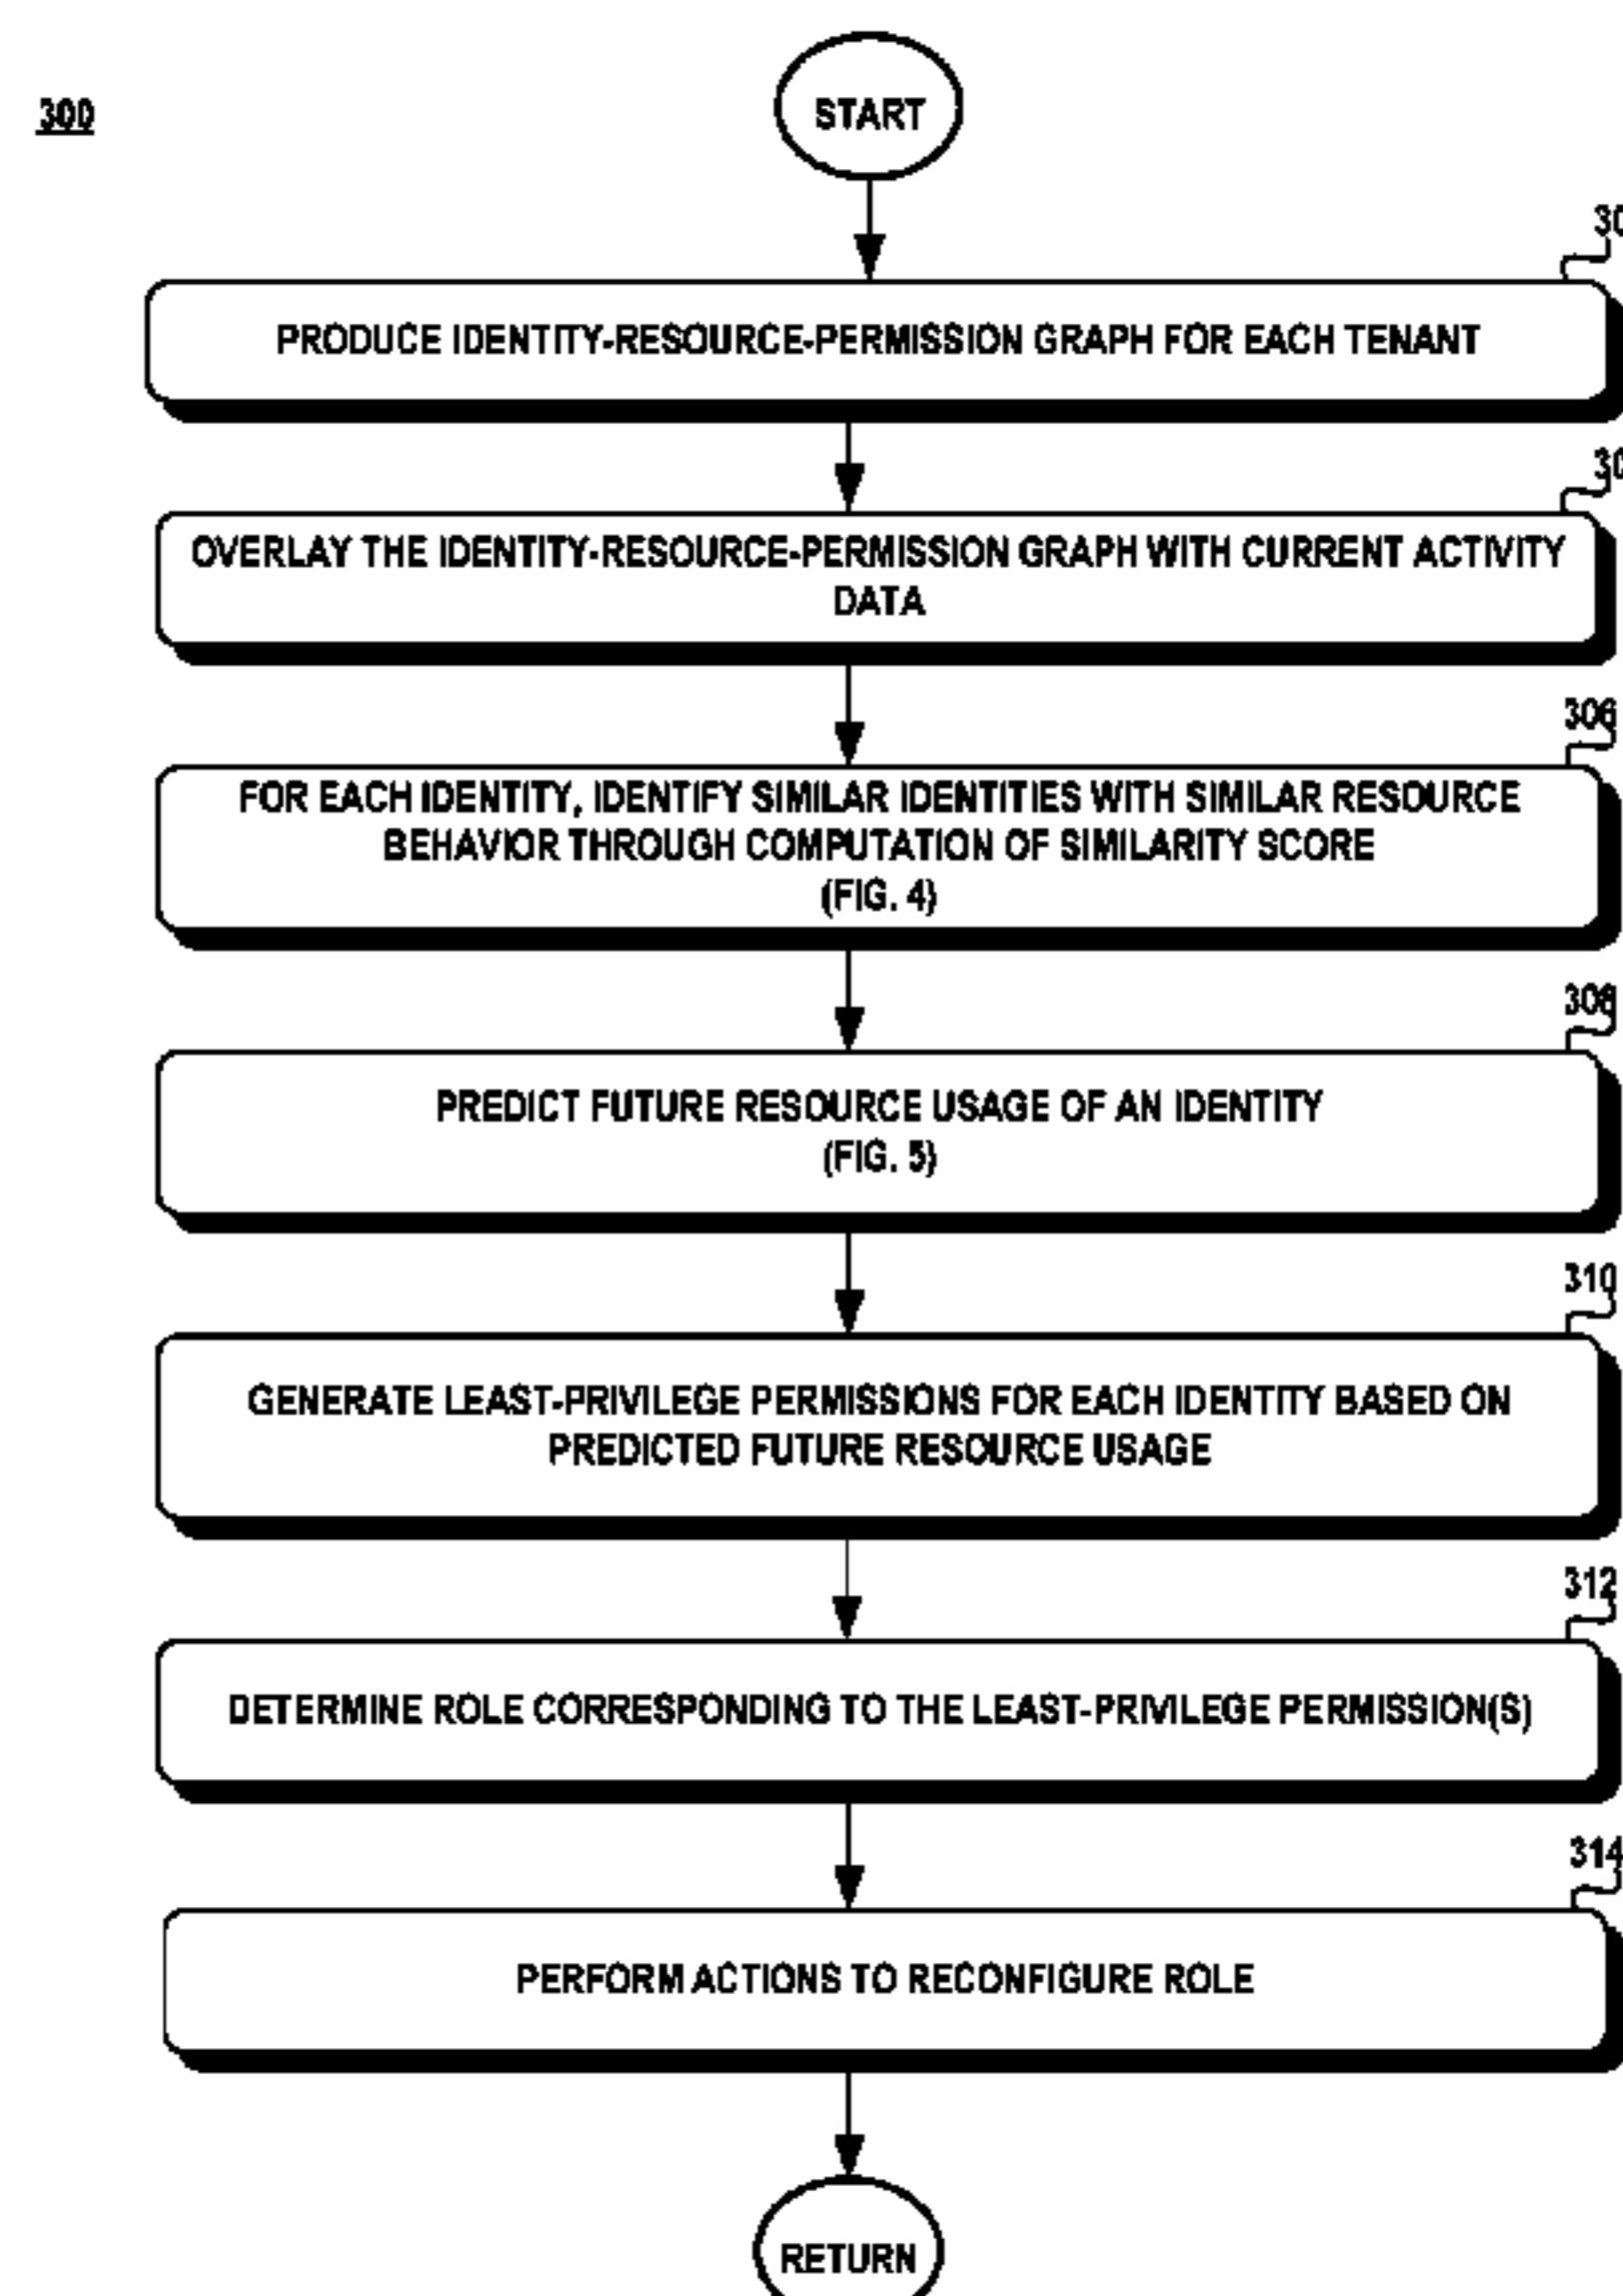 300
START
30
PRODUCE IDENTITY-RESOURCE-PERMISSION GRAPH FOR EACH TENANT
30
OVERLAY THE IDENTITY-RESOURCE-PERMISSION GRAPH WITH CURRENT ACTIVITY
DATA
306
FOR EACH IDENTITY, IDENTIFY SIMILAR IDENTITIES WITH SIMILAR RESOURCE
BEHAVIOR THROUGH COMPUTATION OF SIMILARITY SCORE
(FIG. 4)
308
PREDICT FUTURE RESOURCE USAGE OF AN IDENTITY
(FIG. 5)
310
GENERATE LEAST-PRIVILEGE PERMISSIONS FOR EACH IDENTITY BASED ON
PREDICTED FUTURE RESOURCE USAGE
312
DETERMINE ROLE CORRESPONDING TO THE LEAST-PRIVILEGE PERMISSION(S)
314
PERFORM ACTIONS TO RECONFIGURE ROLE
RETURN